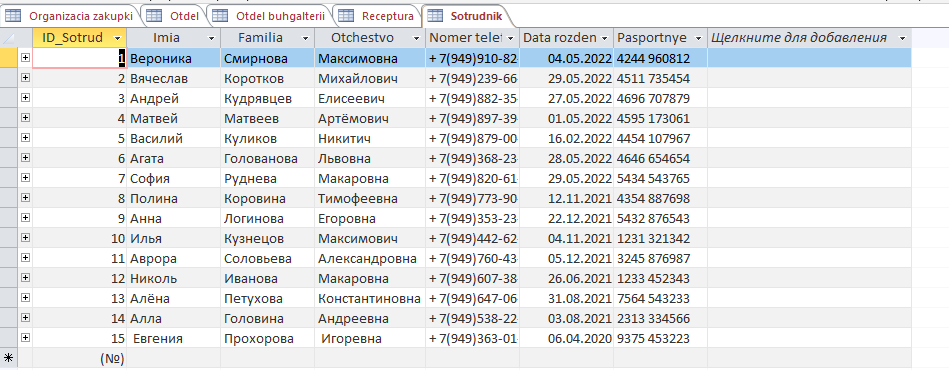 Organizacia zakupki Otdel Otdel buhgalterii Receptura Sotrudnik
ID_Sotrud Imia Familia Otchestvo Nomer telef Data rozden Pasportnye Щелкните для добавления
1 Вероника Смирнова Максимовна +7(949)910-82 04.05.2022 4244 960812
2 Вячеслав Коротков Михайлович +7(949)239-66 29.05.2022 4511 735454
3 Андрей Кудрявцев Елисеевич +7(949)882-35 27.05.2022 4696 707879
4 Матвей Матвеев Артёмович +7(949)897-39 01.05.2022 4595 173061
5 Василий Куликов Никитич +7(949)879-00 16.02.2022 4454 107967
6 Агата Голованова Львовна +7(949)368-23 28.05.2022 4646 654654
7 София Руднева Макаровна +7(949)820-61 29.05.2022 5434 543765
8 Полина Коровина Тимофеевна +7(949)773-90 12.11.2021 4354 887698
9 Анна Логинова Егоровна +7(949)353-23 22.12.2021 5432 876543
10 Илья Кузнецов Максимович +7(949)442-62 04.11.2021 1231 321342
11 Аврора Соловьева Александровна +7(949)760-43 05.12.2021 3245 876987
12 Николь Иванова Макаровна +7(949)607-38 26.06.2021 1233 452343
13 Алёна Петухова Константиновна +7(949)647-06 31.08.2021 7564 543233
14 Алла Головина Андреевна +7(949)538-22 03.08.2021 2313 334566
15 Евгения Прохорова Игоревна +7(949)363-01 06.04.2020 9375 453223
(№)